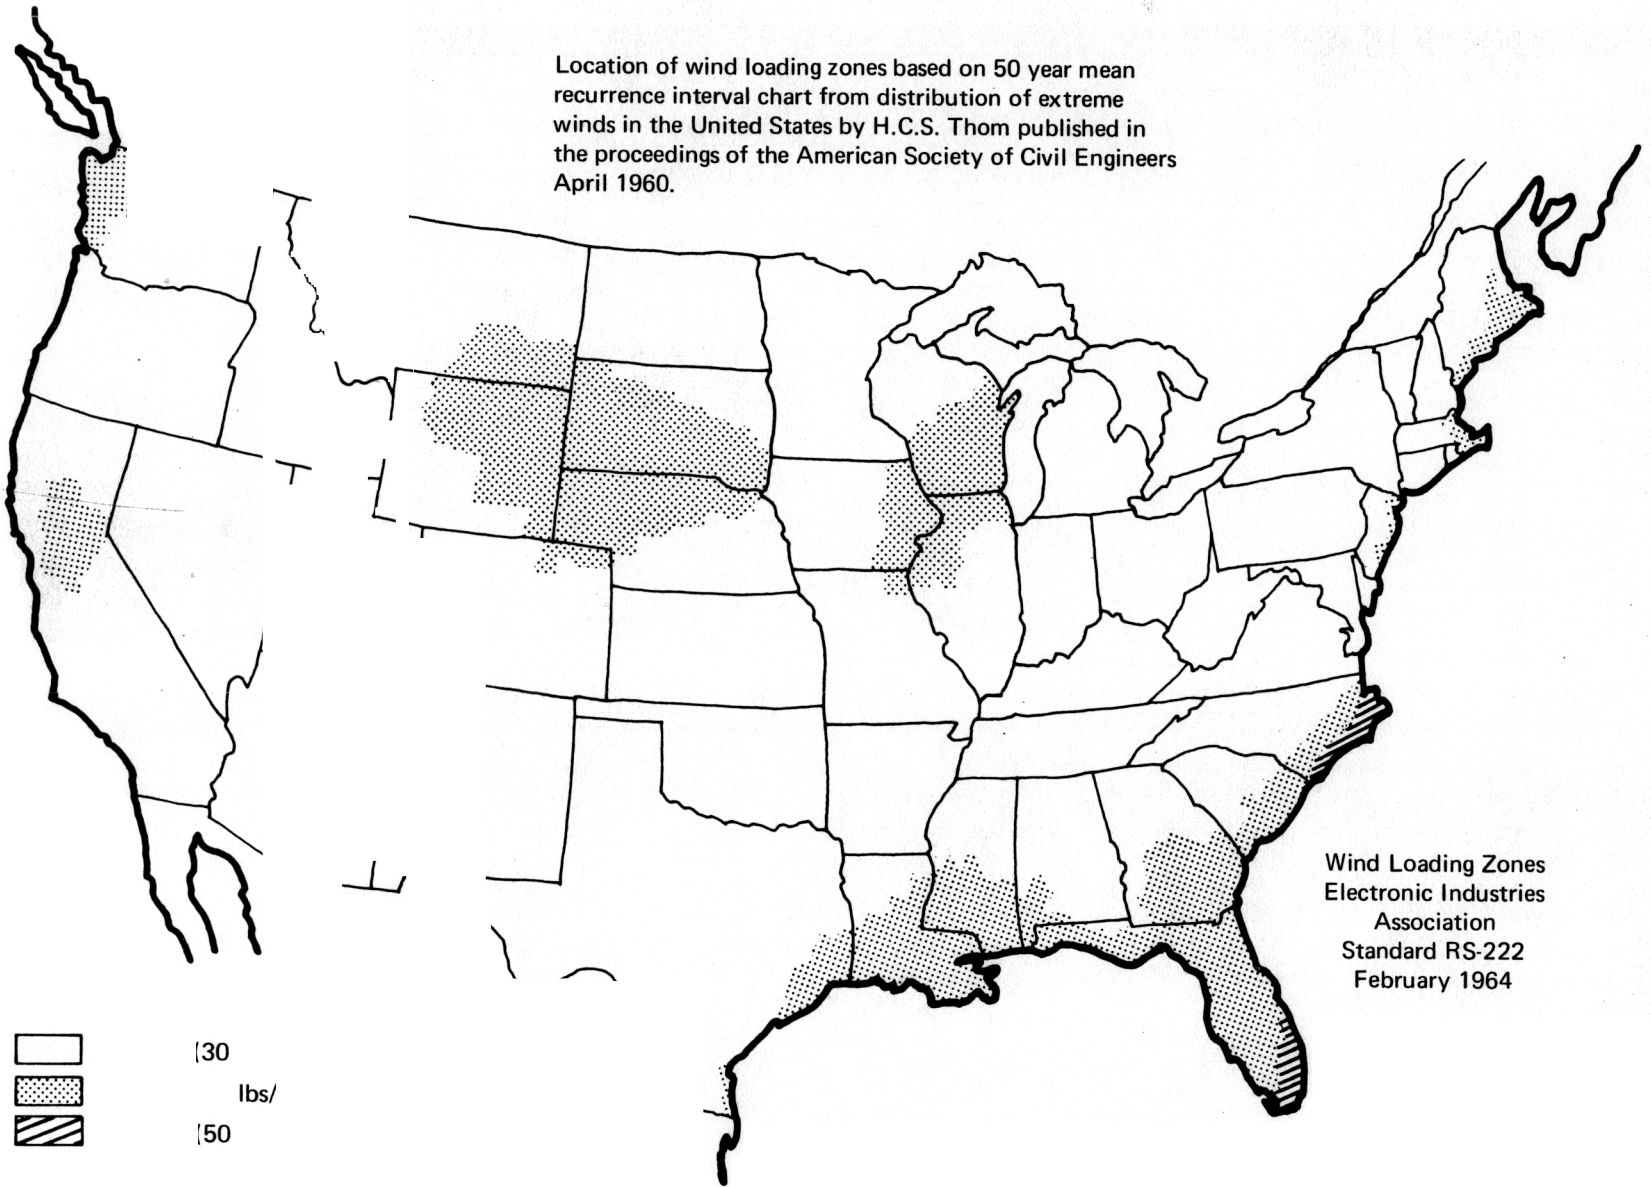 Location of wind loading zones based on 50 year mean
recurrence interval chart from distribution of extreme
winds in the United States by H.C.S. Thom published in
the proceedings of the American Society of Civil Engineers
April 1960.
Wind Loading Zones
Electronic Industries
Association
Standard RS-222
February 1964
(30
lbs/
(50